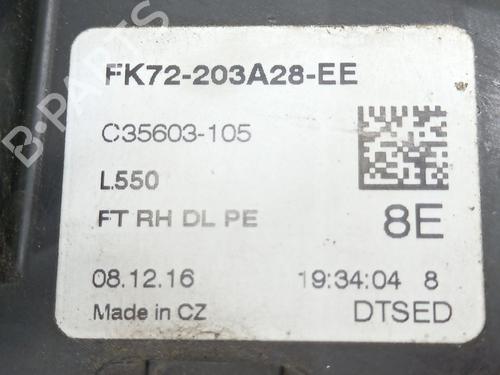 FK72-203A28-EE
C35603-105
L550
FT RH DL PE
8E
08.12.16 19:34:04 8
Made in CZ DTSED
B-PARTS